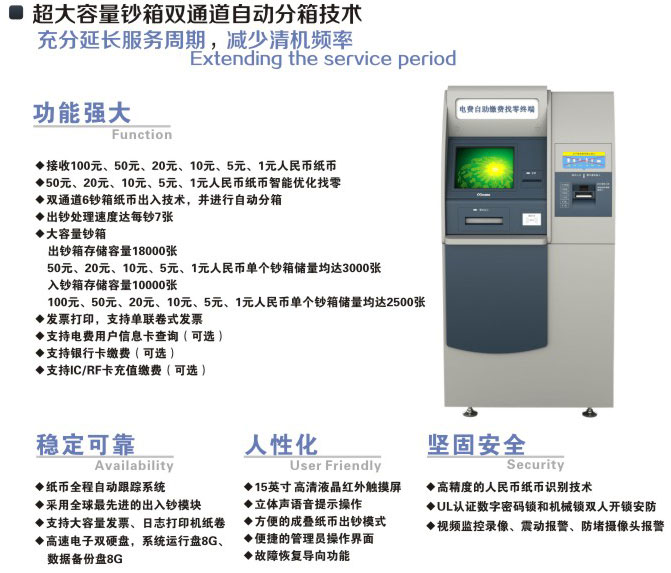 超大容量钞箱双通道自动分箱技术
充分延长服务周期，减少清机频率
Extending the service period
功能强大
Function
◆接收100元、50元、20元、10元、5元、1元人民币纸币
◆50元、20元、10元、5元、1元人民币纸币智能优化找零
◆双通道6钞箱纸币出入技术，并进行自动分箱
◆出钞处理速度达每钞7张
◆大容量钞箱
出钞箱存储容量18000张
50元、20元、10元、5元、1元人民币单个钞箱储量均达3000张
入钞箱存储容量10000张
100元、50元、20元、10元、5元、1元人民币单个钞箱储量均达2500张
◆发票打印，支持单联卷式发票
◆支持电费用户信息卡查询（可选）
◆支持银行卡缴费（可选）
◆支持IC/RF卡充值缴费（可选）
电费自助缴费找零终端
稳定可靠
Availability
◆纸币全程自动跟踪系统
◆采用全球最先进的出入钞模块
◆支持大容量发票、日志打印机纸卷
◆高速电子双硬盘，系统运行盘8G、
数据备份盘8G
人性化
User Friendly
◆15英寸 高清液晶红外触摸屏
◆立体声语音提示操作
◆方便的成叠纸币出钞模式
◆便捷的管理员操作界面
◆故障恢复导向功能
坚固安全
Security
◆高精度的人民币纸币识别技术
◆UL认证数字密码锁和机械锁双人开锁安防
◆视频监控录像、震动报警、防堵摄像头报警